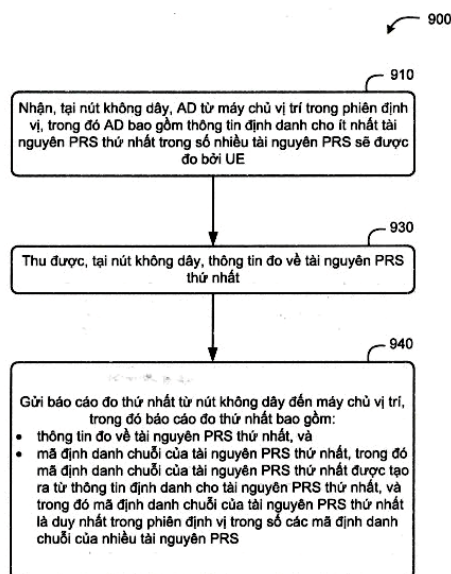 900
910
Nhận, tại nút không dây, AD từ máy chủ vị trí trong phiên định
vị, trong đó AD bao gồm thông tin định danh cho ít nhất tài
nguyên PRS thứ nhất trong số nhiều tài nguyên PRS sẽ được
đo bởi UE
930
Thu được, tại nút không dây, thông tin đo về tài nguyên PRS
thứ nhất
940
Gửi báo cáo đo thứ nhất từ nút không dây đến máy chủ vị trí,
trong đó báo cáo đo thứ nhất bao gồm:
• thông tin đo về tài nguyên PRS thứ nhất, và
• mã định danh chuỗi của tài nguyên PRS thứ nhất, trong đó
mã định danh chuỗi của tài nguyên PRS thứ nhất được tạo
ra từ thông tin định danh cho tài nguyên PRS thứ nhất, và
trong đó mã định danh chuỗi của tài nguyên PRS thứ nhất
là duy nhất trong phiên định vị trong số các mã định danh
chuỗi của nhiều tài nguyên PRS